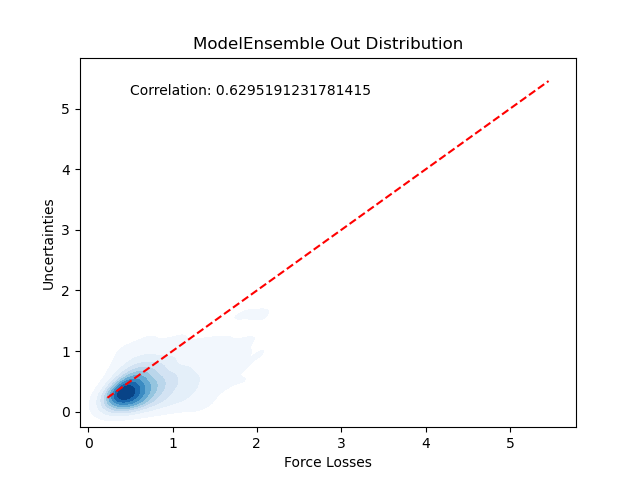 ModelEnsemble Out Distribution
Correlation: 0.6295191231781415
Uncertainties
5
4
3
2
1
0
0 1 2 3 4 5
Force Losses